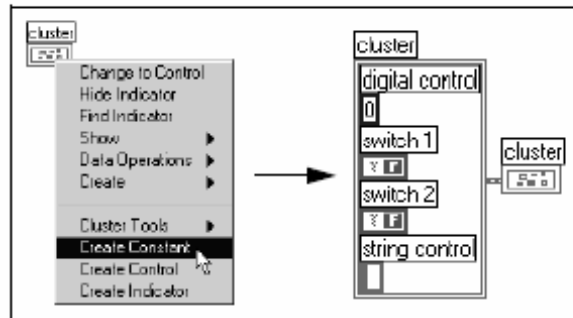 cluster
Change to Control
Hide Indicator
Find Indicator
Show
Data Operations
Create
Cluster Tools
Create Constant
Create Control
Create Indicator
cluster
digital control
0
switch 1
F
switch 2
F
string control
cluster